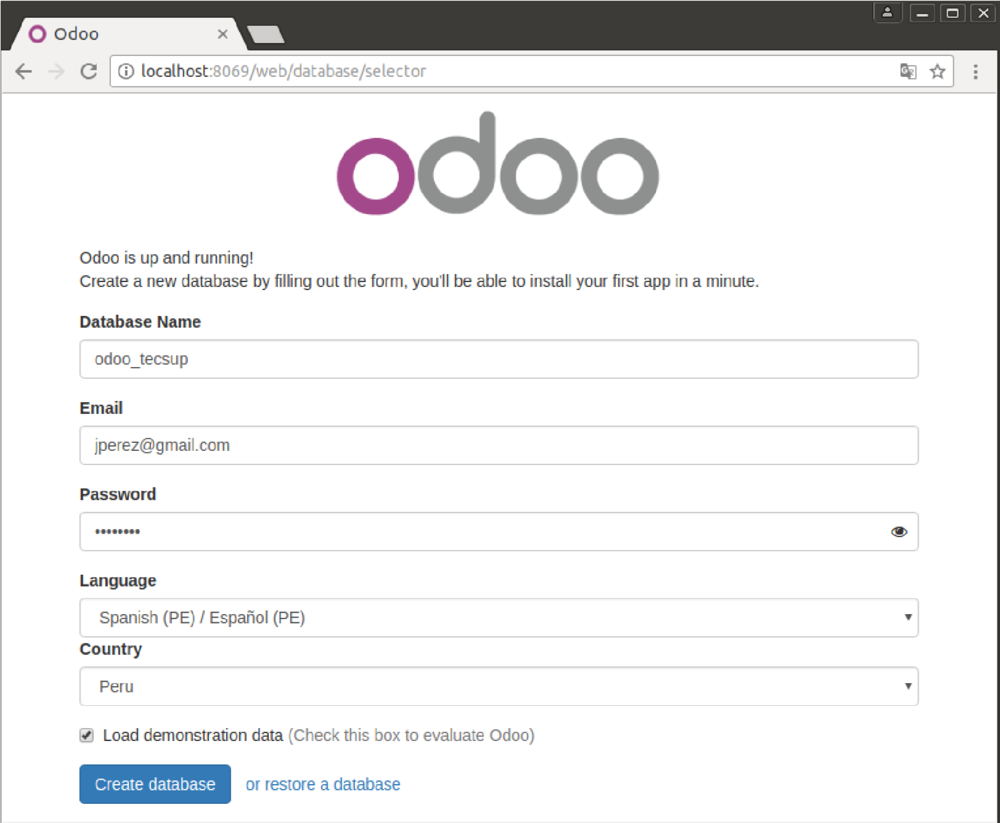 Odoo
localhost:8069/web/database/selector
odoo
Odoo is up and running!
Create a new database by filling out the form, you'll be able to install your first app in a minute.
Database Name
odoo_tecsup
Email
jperez@gmail.com
Password
••••••••
Language
Spanish (PE) / Español (PE)
Country
Peru
Load demonstration data (Check this box to evaluate Odoo)
Create database or restore a database